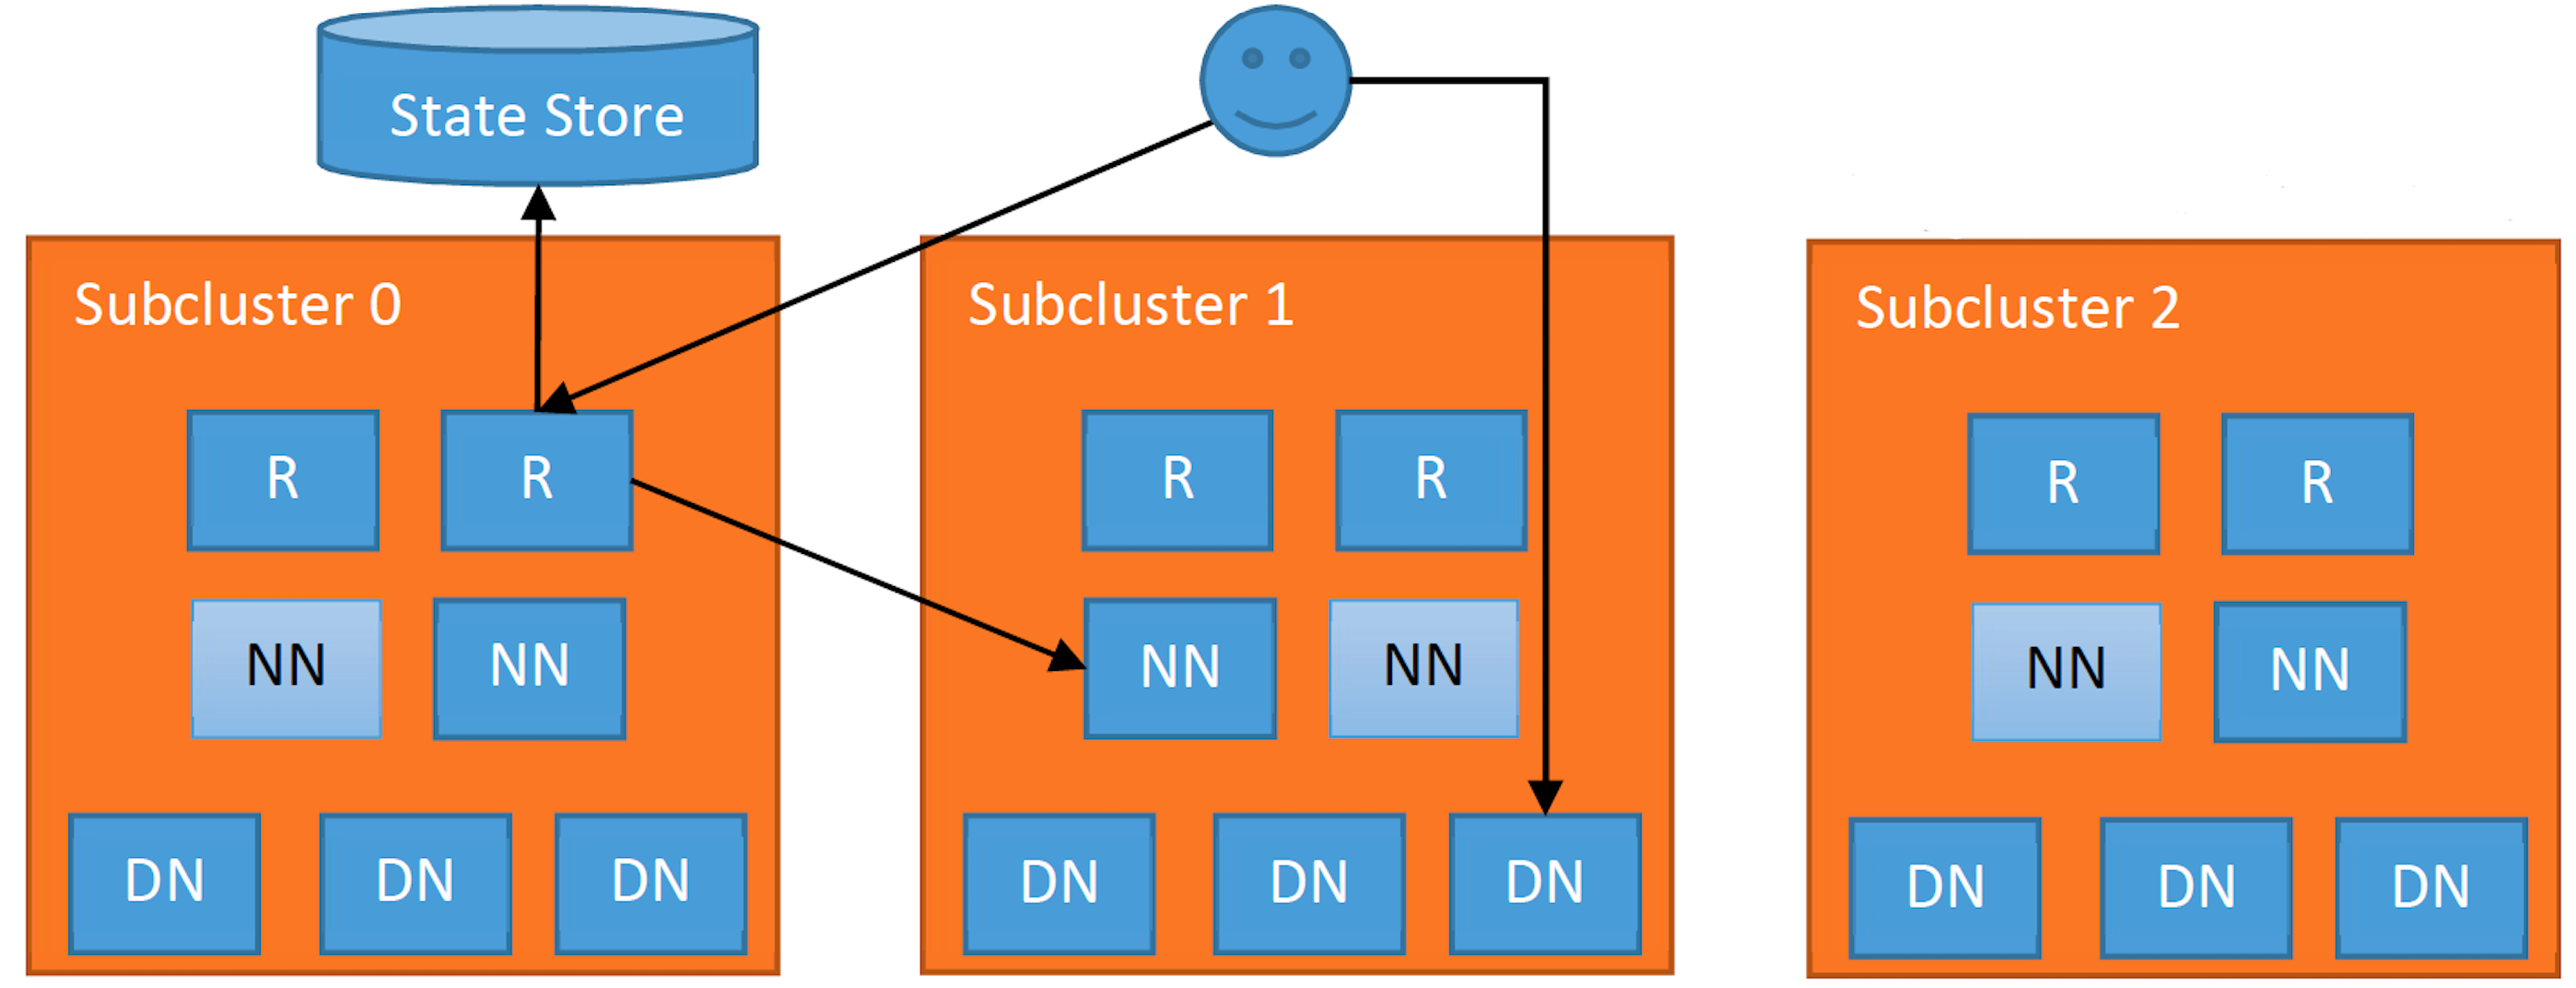 State Store
Subcluster 0
R R
NN NN
DN DN DN
Subcluster 1
R R
NN NN
DN DN DN
Subcluster 2
R R
NN NN
DN DN DN